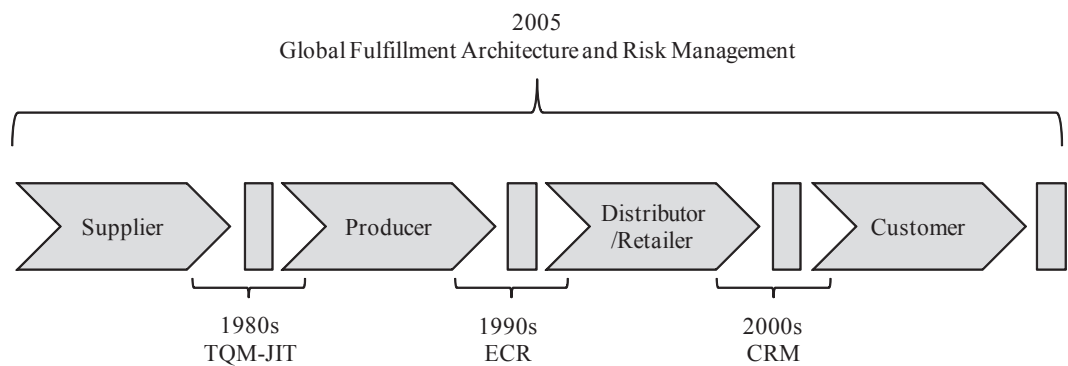 2005
Global Fulfillment Architecture and Risk Management
Supplier
Producer
Distributor
/Retailer
Customer
1980s
TQM-JIT
1990s
ECR
2000s
CRM